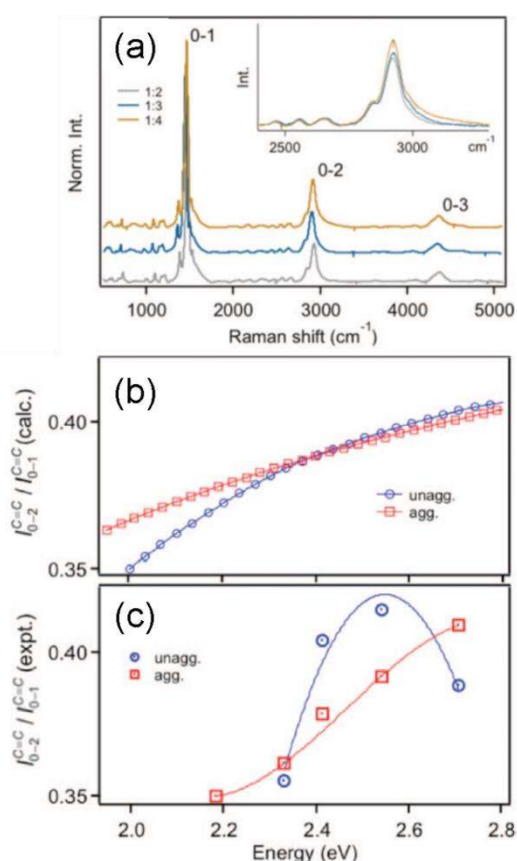 (a)
0-1
1:2
1:3
1:4
Norm. Int.
Int.
2500
3000
cm⁻¹
0-2
0-3
1000
2000
3000
4000
5000
Raman shift (cm⁻¹)
(b)
I₀₋₂^C=C / I₀₋₁^C=C (calc.)
0.40
0.35
unagg.
agg.
(c)
I₀₋₂^C=C / I₀₋₁^C=C (expt.)
0.40
0.35
unagg.
agg.
2.0
2.2
2.4
2.6
2.8
Energy (eV)